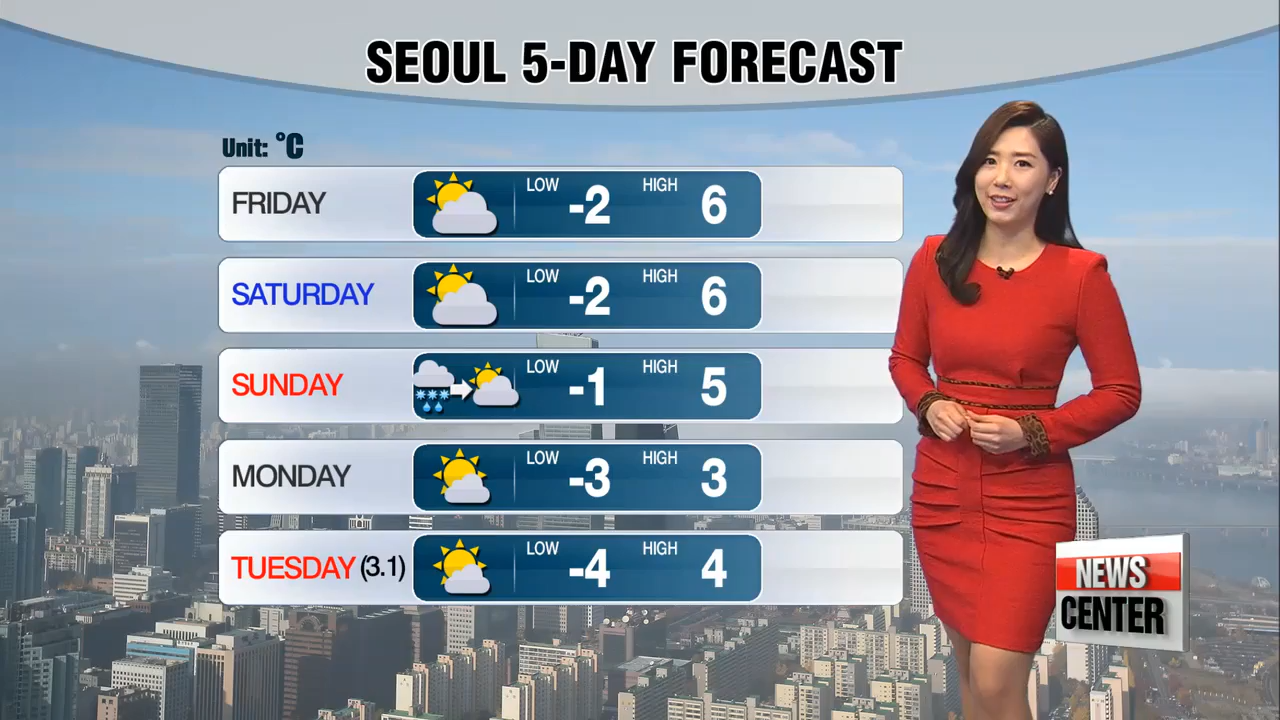 SEOUL 5-DAY FORECAST
Unit: °C
FRIDAY LOW -2 HIGH 6
SATURDAY LOW -2 HIGH 6
SUNDAY LOW -1 HIGH 5
MONDAY LOW -3 HIGH 3
TUESDAY (3.1) LOW -4 HIGH 4
NEWS
CENTER